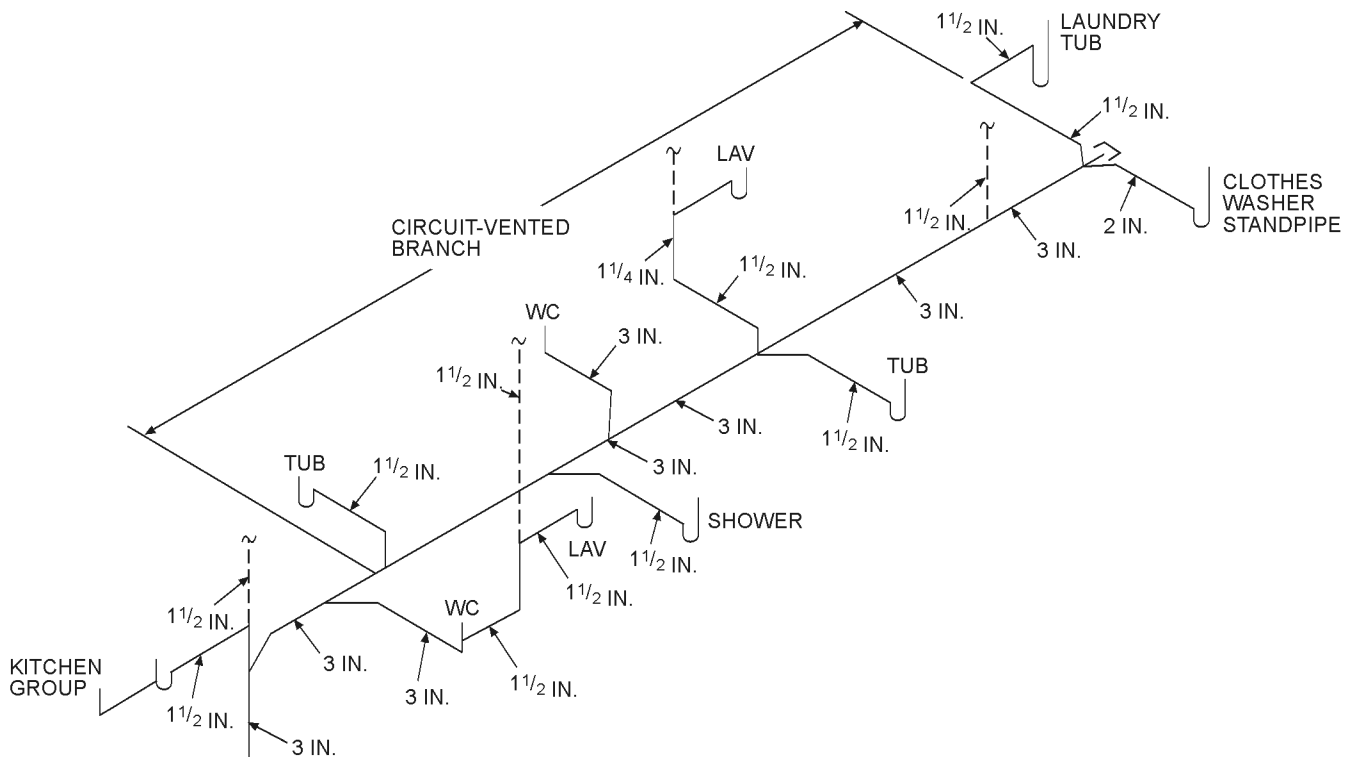 1 1/2 IN.
LAUNDRY
TUB
1 1/2 IN.
LAV
CLOTHES
WASHER
STANDPIPE
1 1/2 IN.
2 IN.
CIRCUIT-VENTED
BRANCH
3 IN.
1 1/4 IN.
1 1/2 IN.
3 IN.
WC
3 IN.
TUB
1 1/2 IN.
3 IN.
1 1/2 IN.
TUB
1 1/2 IN.
3 IN.
SHOWER
LAV
1 1/2 IN.
1 1/2 IN.
1 1/2 IN.
WC
KITCHEN
GROUP
3 IN.
3 IN.
1 1/2 IN.
1 1/2 IN.
3 IN.